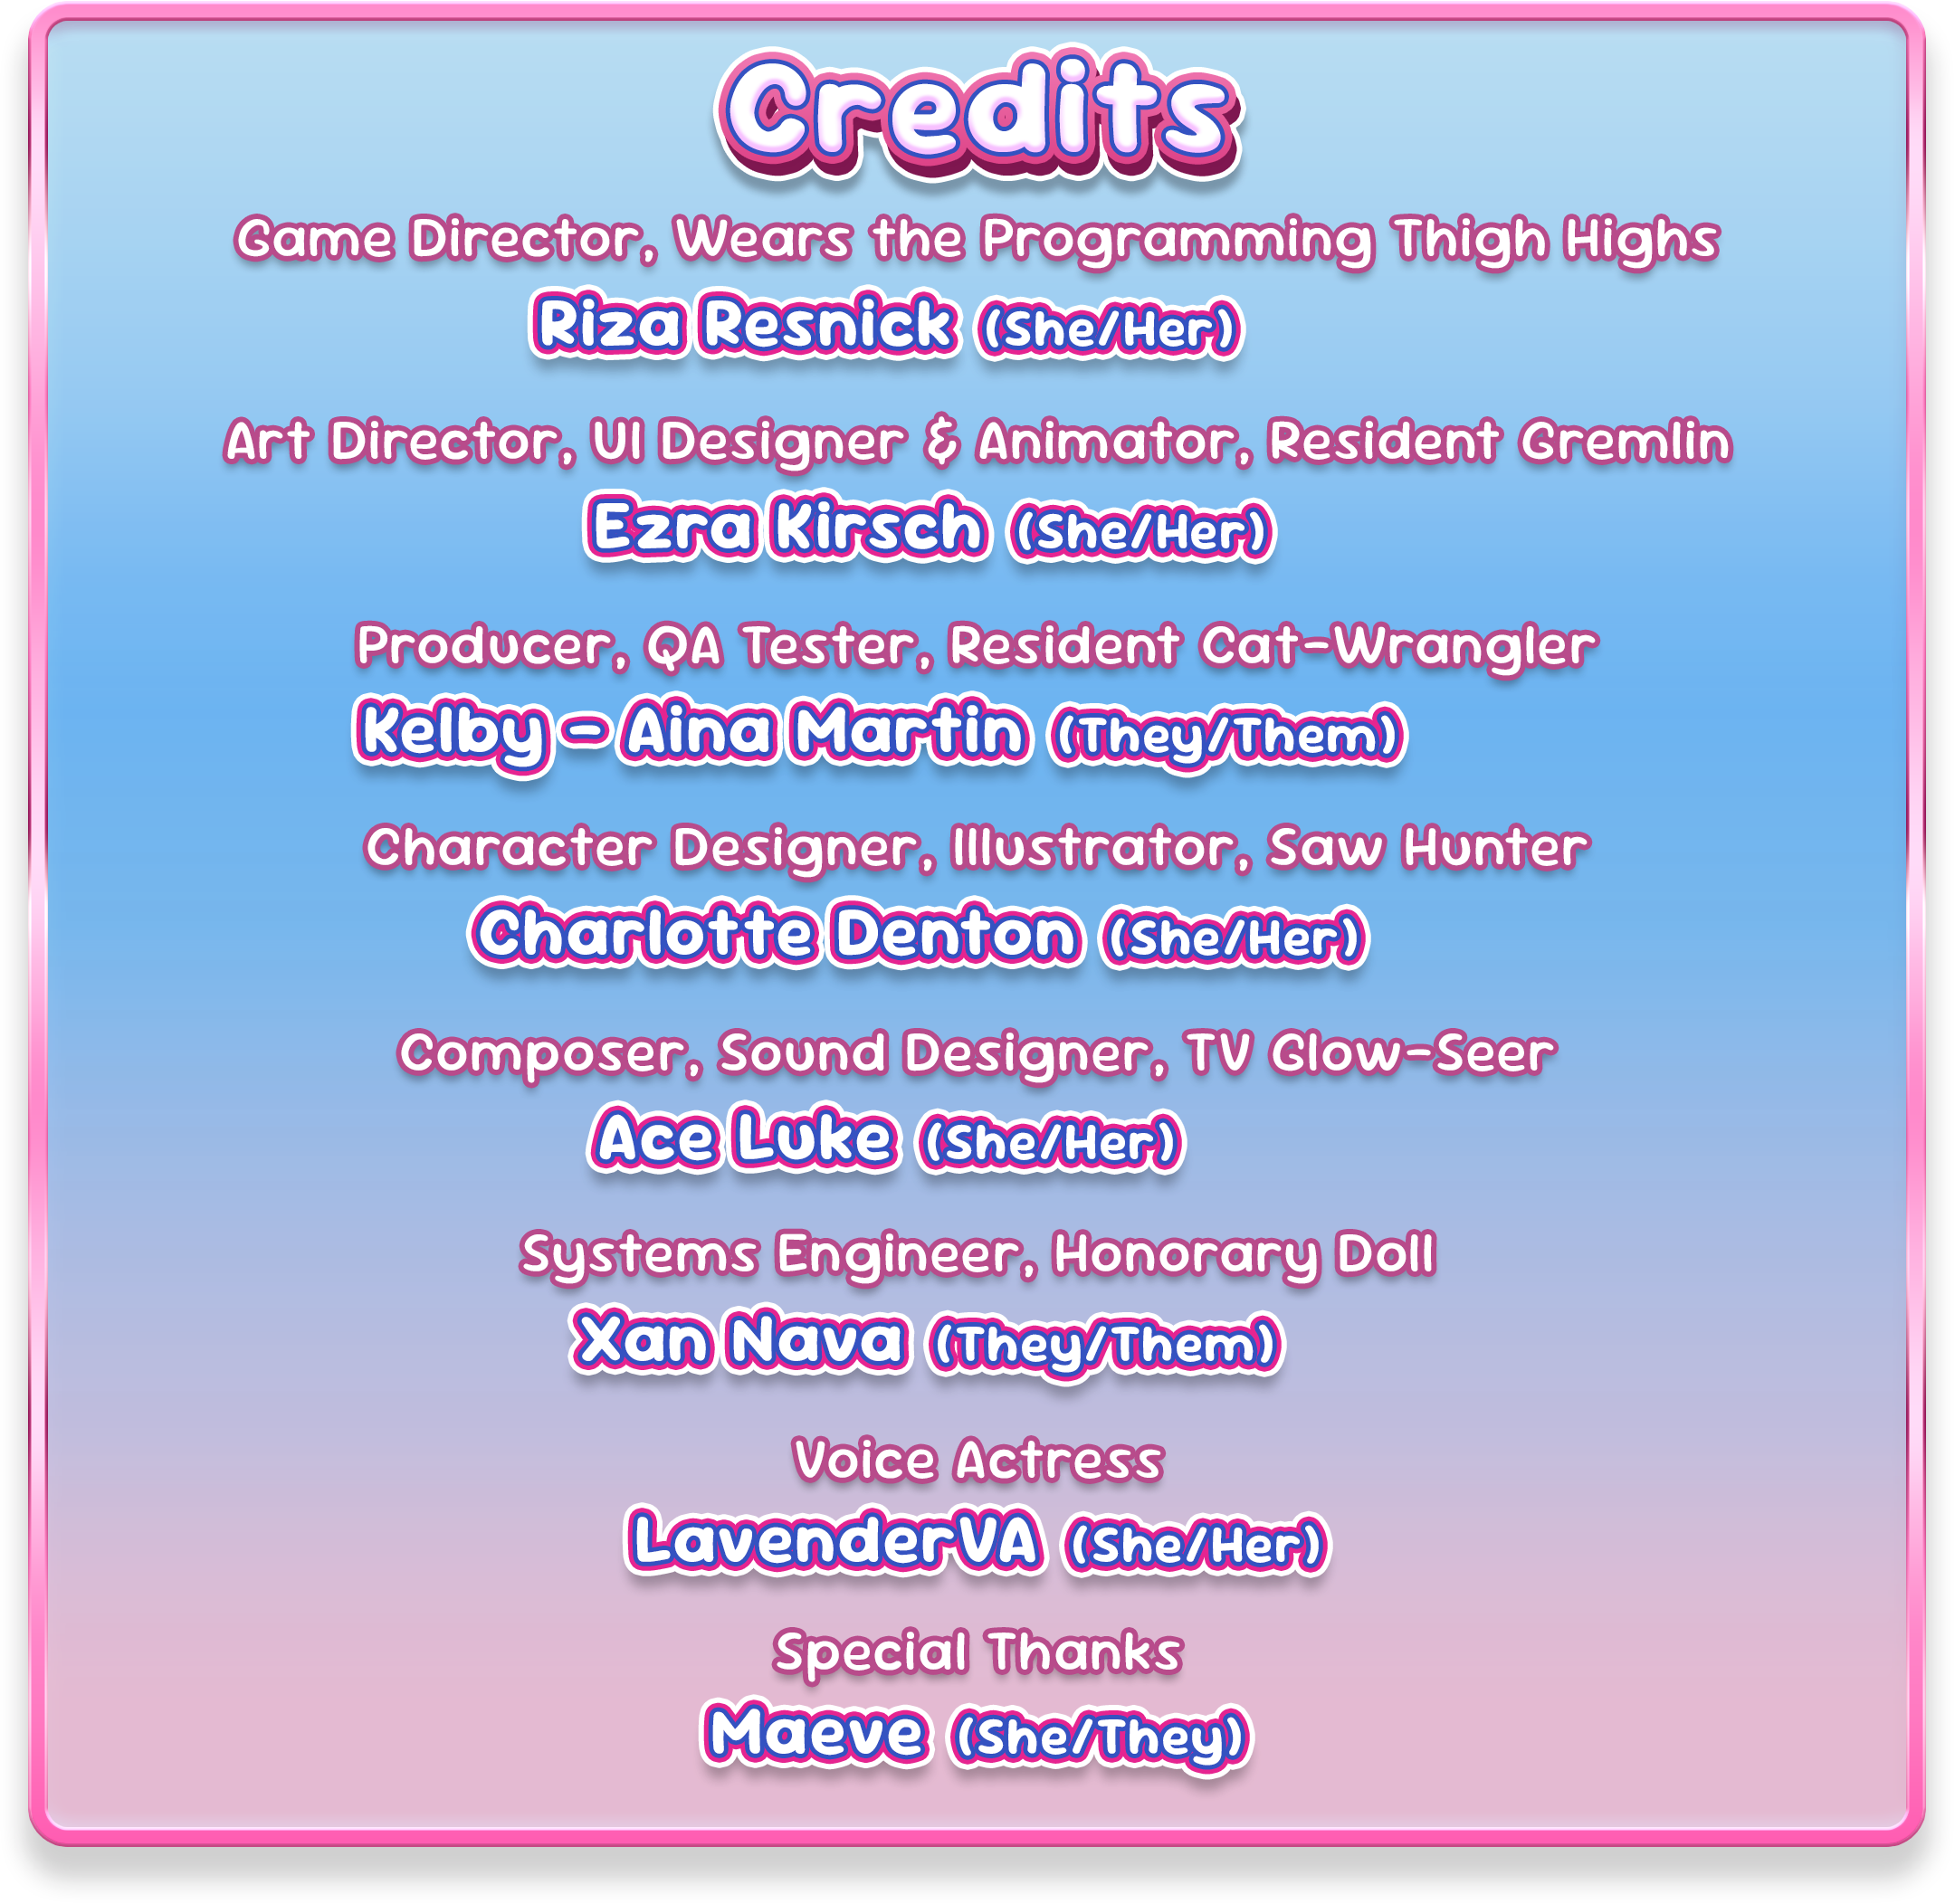 Credits
Game Director, Wears the Programming Thigh Highs
Riza Resnick (She/Her)
Art Director, UI Designer & Animator, Resident Gremlin
Ezra Kirsch (She/Her)
Producer, QA Tester, Resident Cat-Wrangler
Kelby - Aina Martin (They/Them)
Character Designer, Illustrator, Saw Hunter
Charlotte Denton (She/Her)
Composer, Sound Designer, TV Glow-Seer
Ace Luke (She/Her)
Systems Engineer, Honorary Doll
Xan Nava (They/Them)
Voice Actress
LavenderVA (She/Her)
Special Thanks
Maeve (She/They)